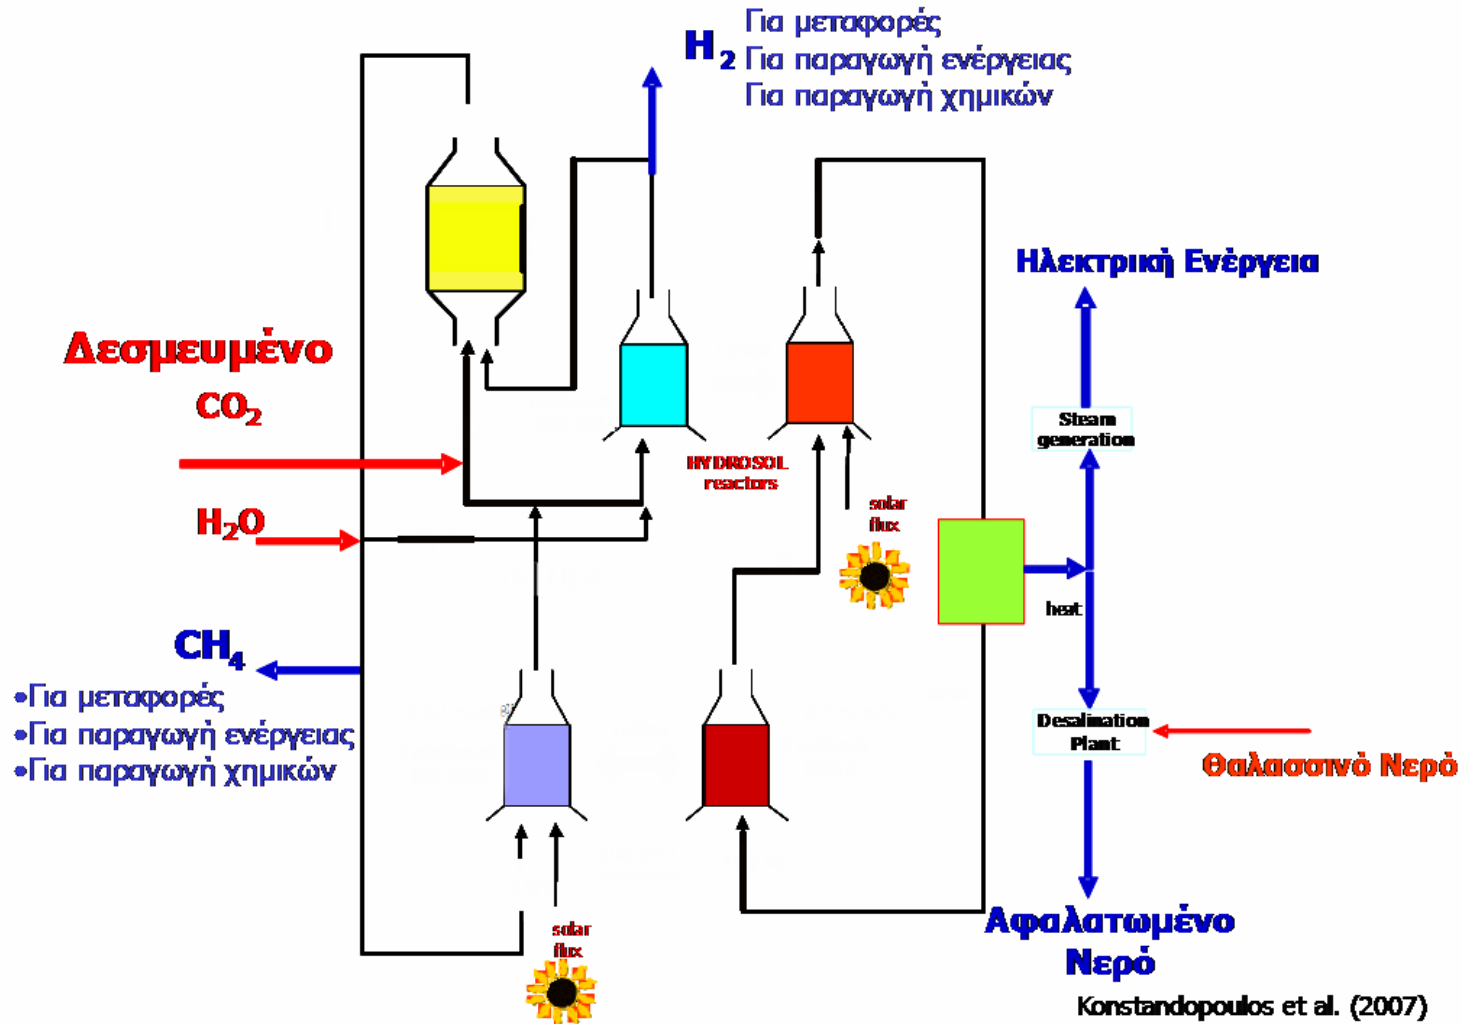 H2
Για μεταφορές
Για παραγωγή ενέργειας
Για παραγωγή χημικών
Ηλεκτρική Ενέργεια
Δεσμευμένο
CO2
Steam
generation
HYDROSOL
reactors
solar
flux
H2O
heat
CH4
•Για μεταφορές
•Για παραγωγή ενέργειας
•Για παραγωγή χημικών
Desalination
Plant
Θαλασσινό Νερό
Αφαλατωμένο
Νερό
solar
flux
Konstandopoulos et al. (2007)